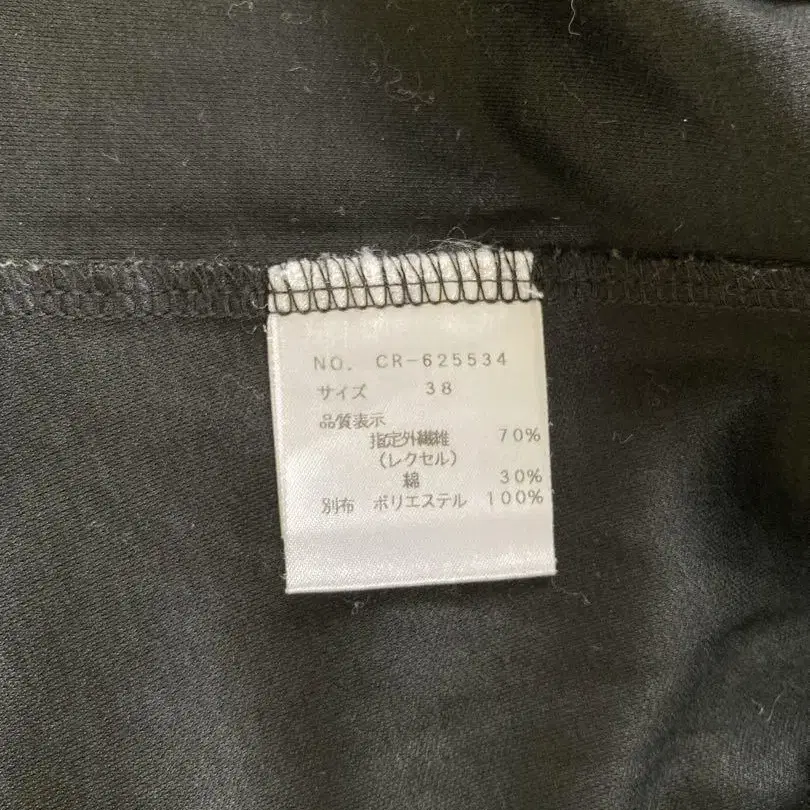 NO. CR-625534
サイズ 38
品質表示
指定外繊維 70%
(レクセル)
綿 30%
別布 ポリエステル 100%